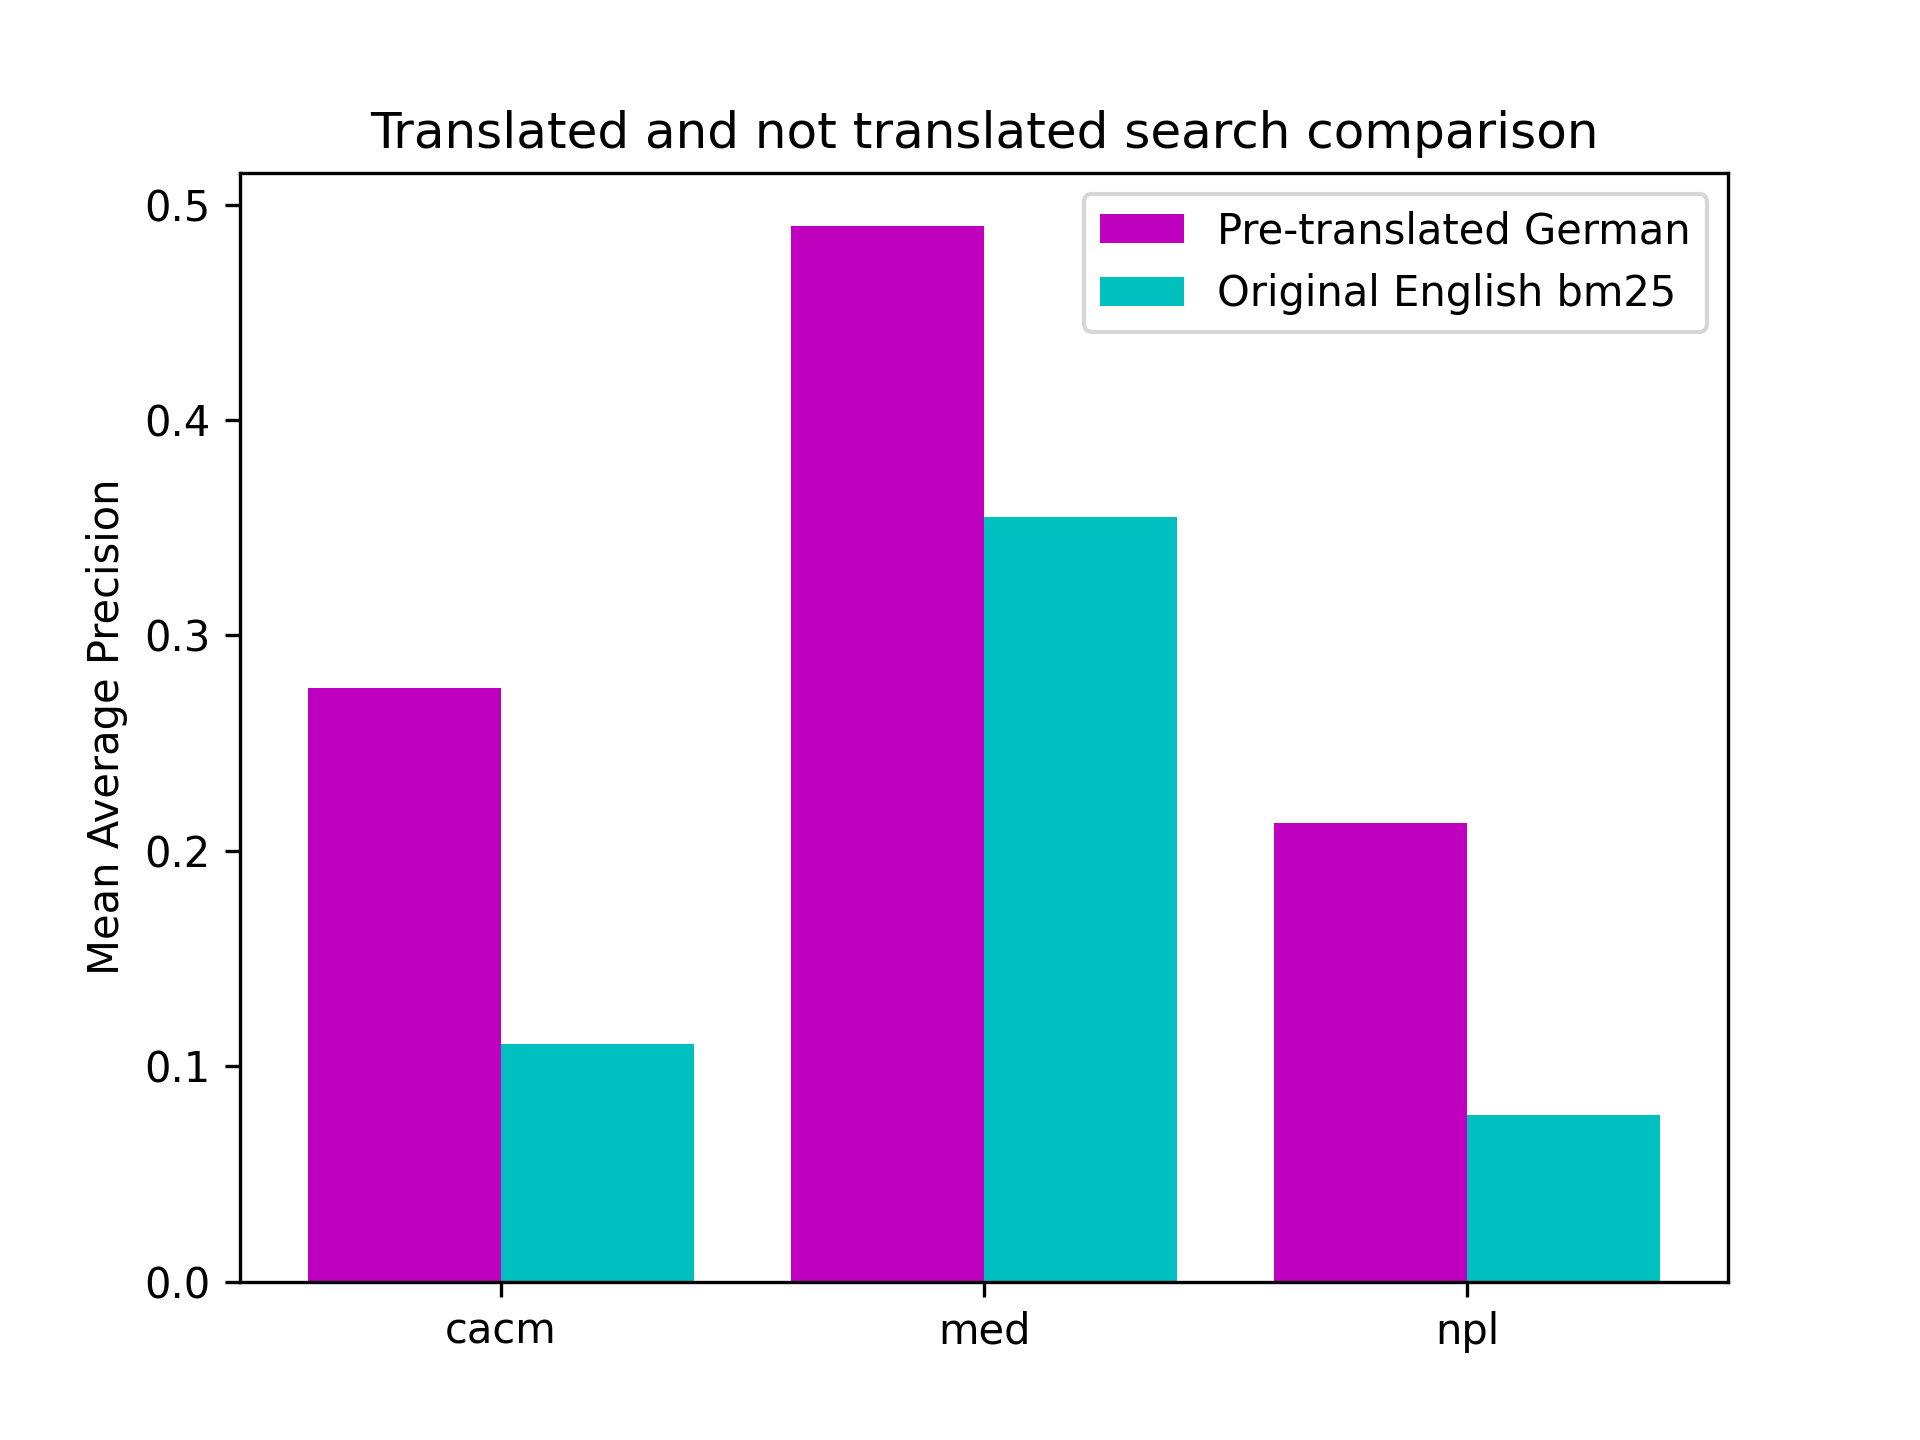 Translated and not translated search comparison
Pre-translated German
Original English bm25
Mean Average Precision
0.5
0.4
0.3
0.2
0.1
0.0
cacm med npl